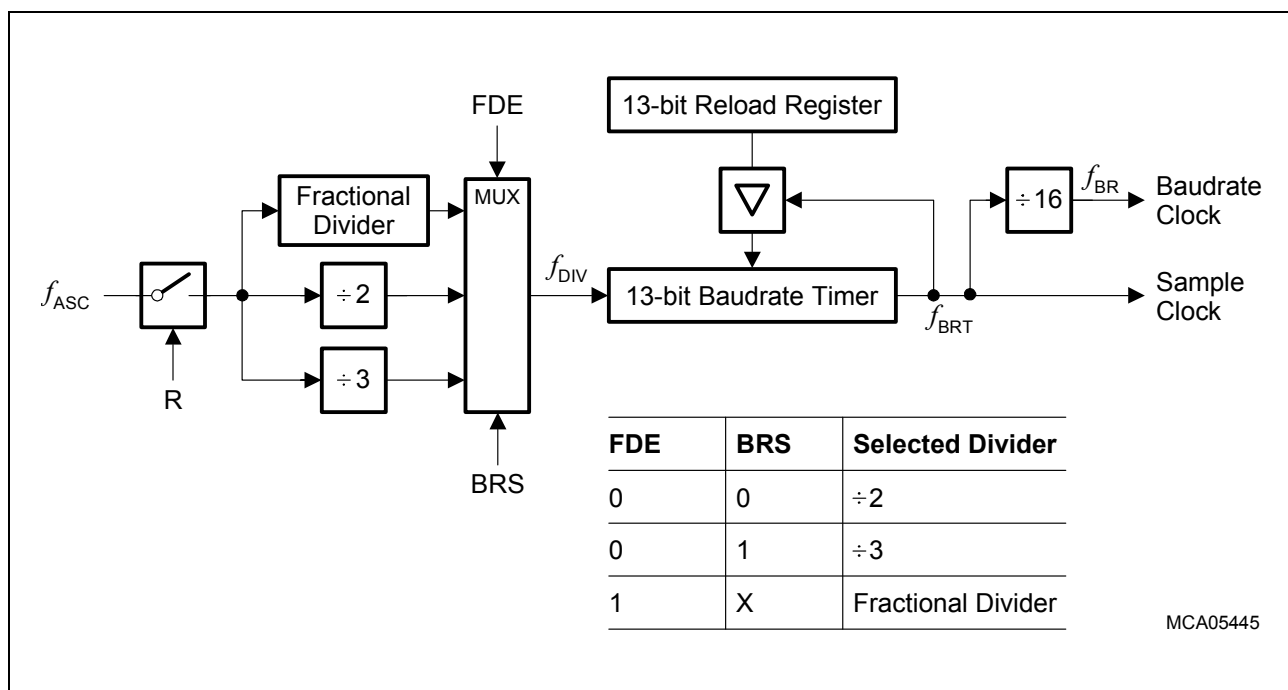 FDE
13-bit Reload Register
Fractional
Divider
MUX
÷16
fBR
Baudrate
Clock
fASC
÷2
fDIV
13-bit Baudrate Timer
fBRT
Sample
Clock
R
÷3
BRS
FDE BRS Selected Divider
0 0 ÷2
0 1 ÷3
1 X Fractional Divider
MCA05445